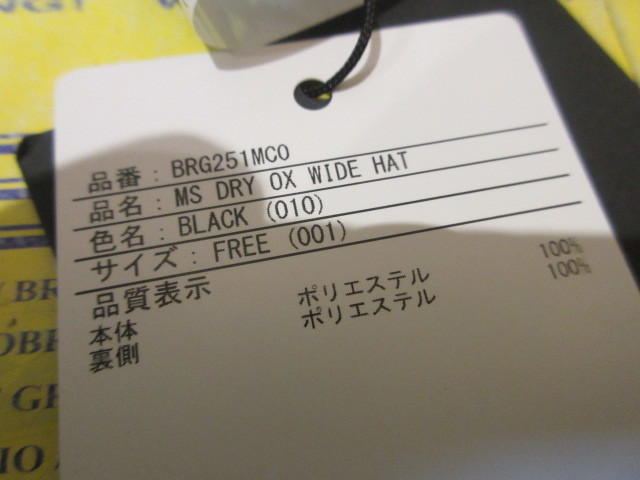 品番：BRG251MC0
品名：MS DRY OX WIDE HAT
色名：BLACK (010)
サイズ：FREE (001)
品質表示
本体 ポリエステル 100%
裏側 ポリエステル 100%